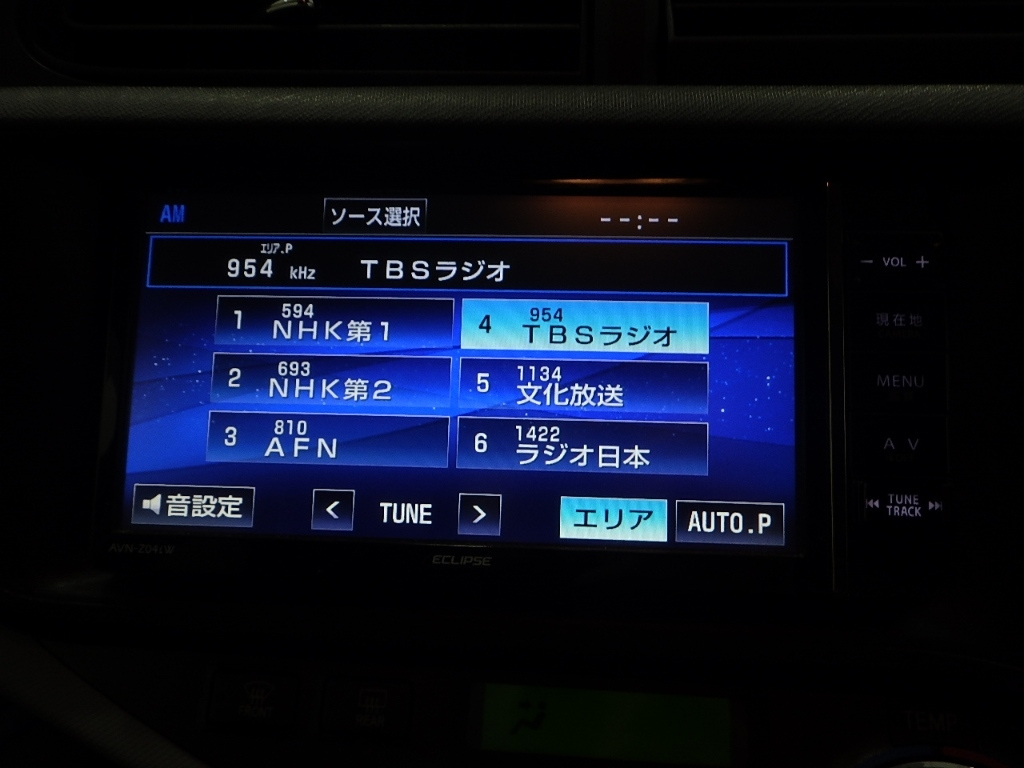 AM ソース選択 --:--
エリア.P
954 kHz TBSラジオ
1 594 NHK第1
4 954 TBSラジオ
2 693 NHK第2
5 1134 文化放送
3 810 AFN
6 1422 ラジオ日本
音設定 < TUNE > エリア AUTO.P
AVN-Z04iW
ECLIPSE
− VOL +
現在地
MENU
AV
TUNE
TRACK
TEMP